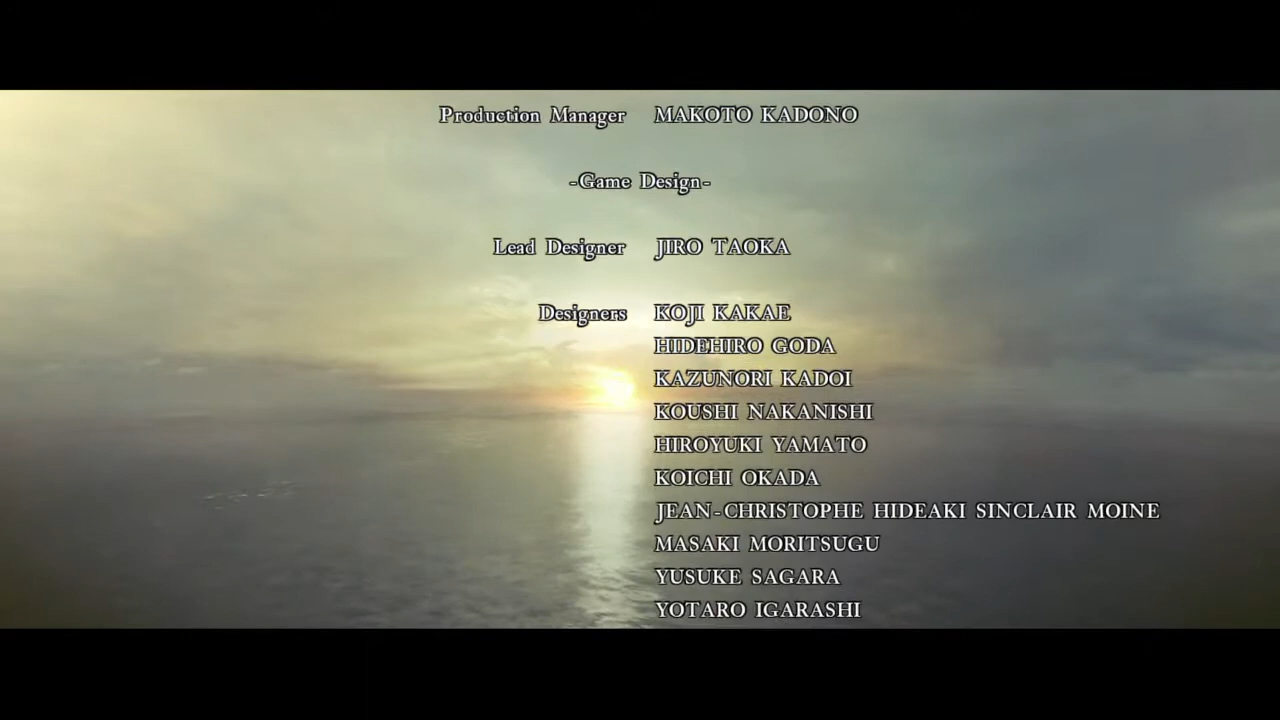 Production Manager MAKOTO KADONO
-Game Design-
Lead Designer JIRO TAOKA
Designers KOJI KAKAE
HIDEHIRO GODA
KAZUNORI KADOI
KOUSHI NAKANISHI
HIROYUKI YAMATO
KOICHI OKADA
JEAN-CHRISTOPHE HIDEAKI SINCLAIR MOINE
MASAKI MORITSUGU
YUSUKE SAGARA
YOTARO IGARASHI